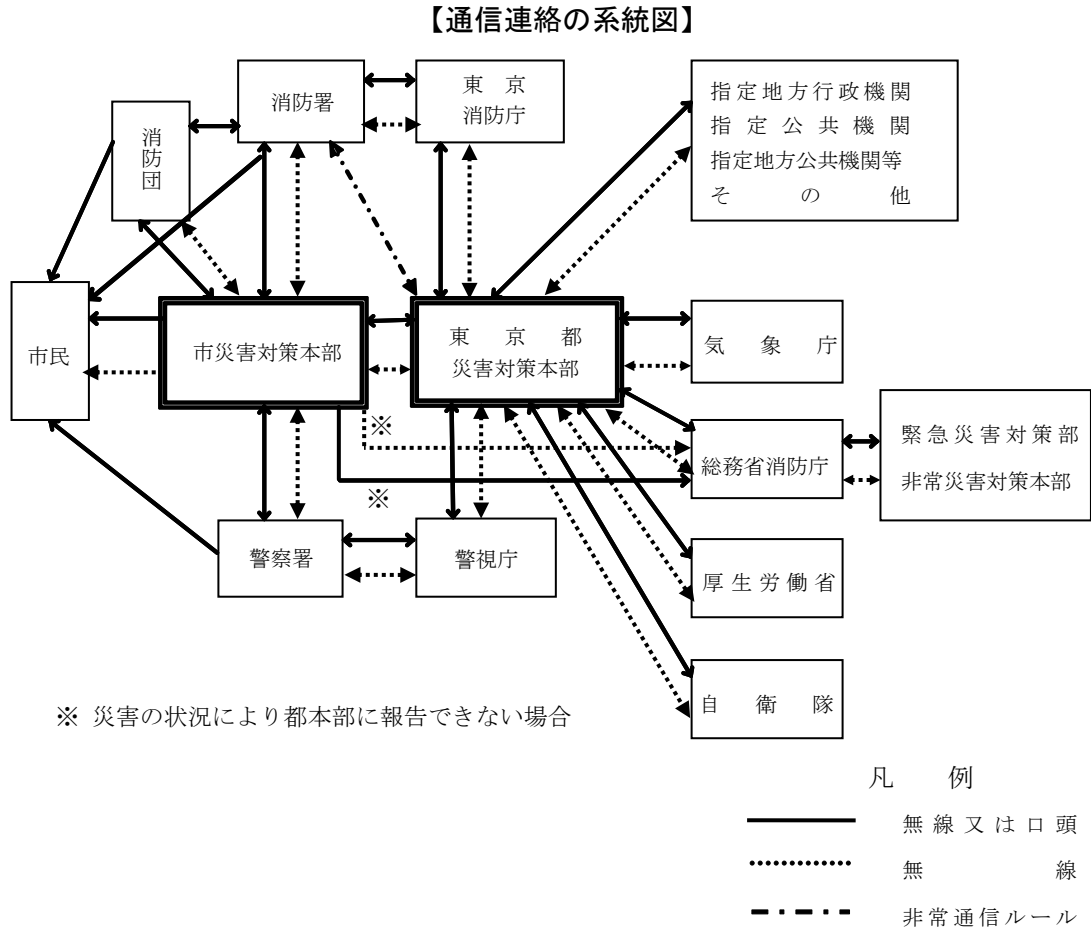 【通信連絡の系統図】
消防署
東京
消防庁
指定地方行政機関
指定公共機関
指定地方公共機関等
その他
消防団
市民
市災害対策本部
東京都
災害対策本部
気象庁
※
総務省消防庁
緊急災害対策部
非常災害対策本部
※
警察署
警視庁
厚生労働省
自衛隊
※ 災害の状況により都本部に報告できない場合
凡例
無線又は口頭
無線
非常通信ルール